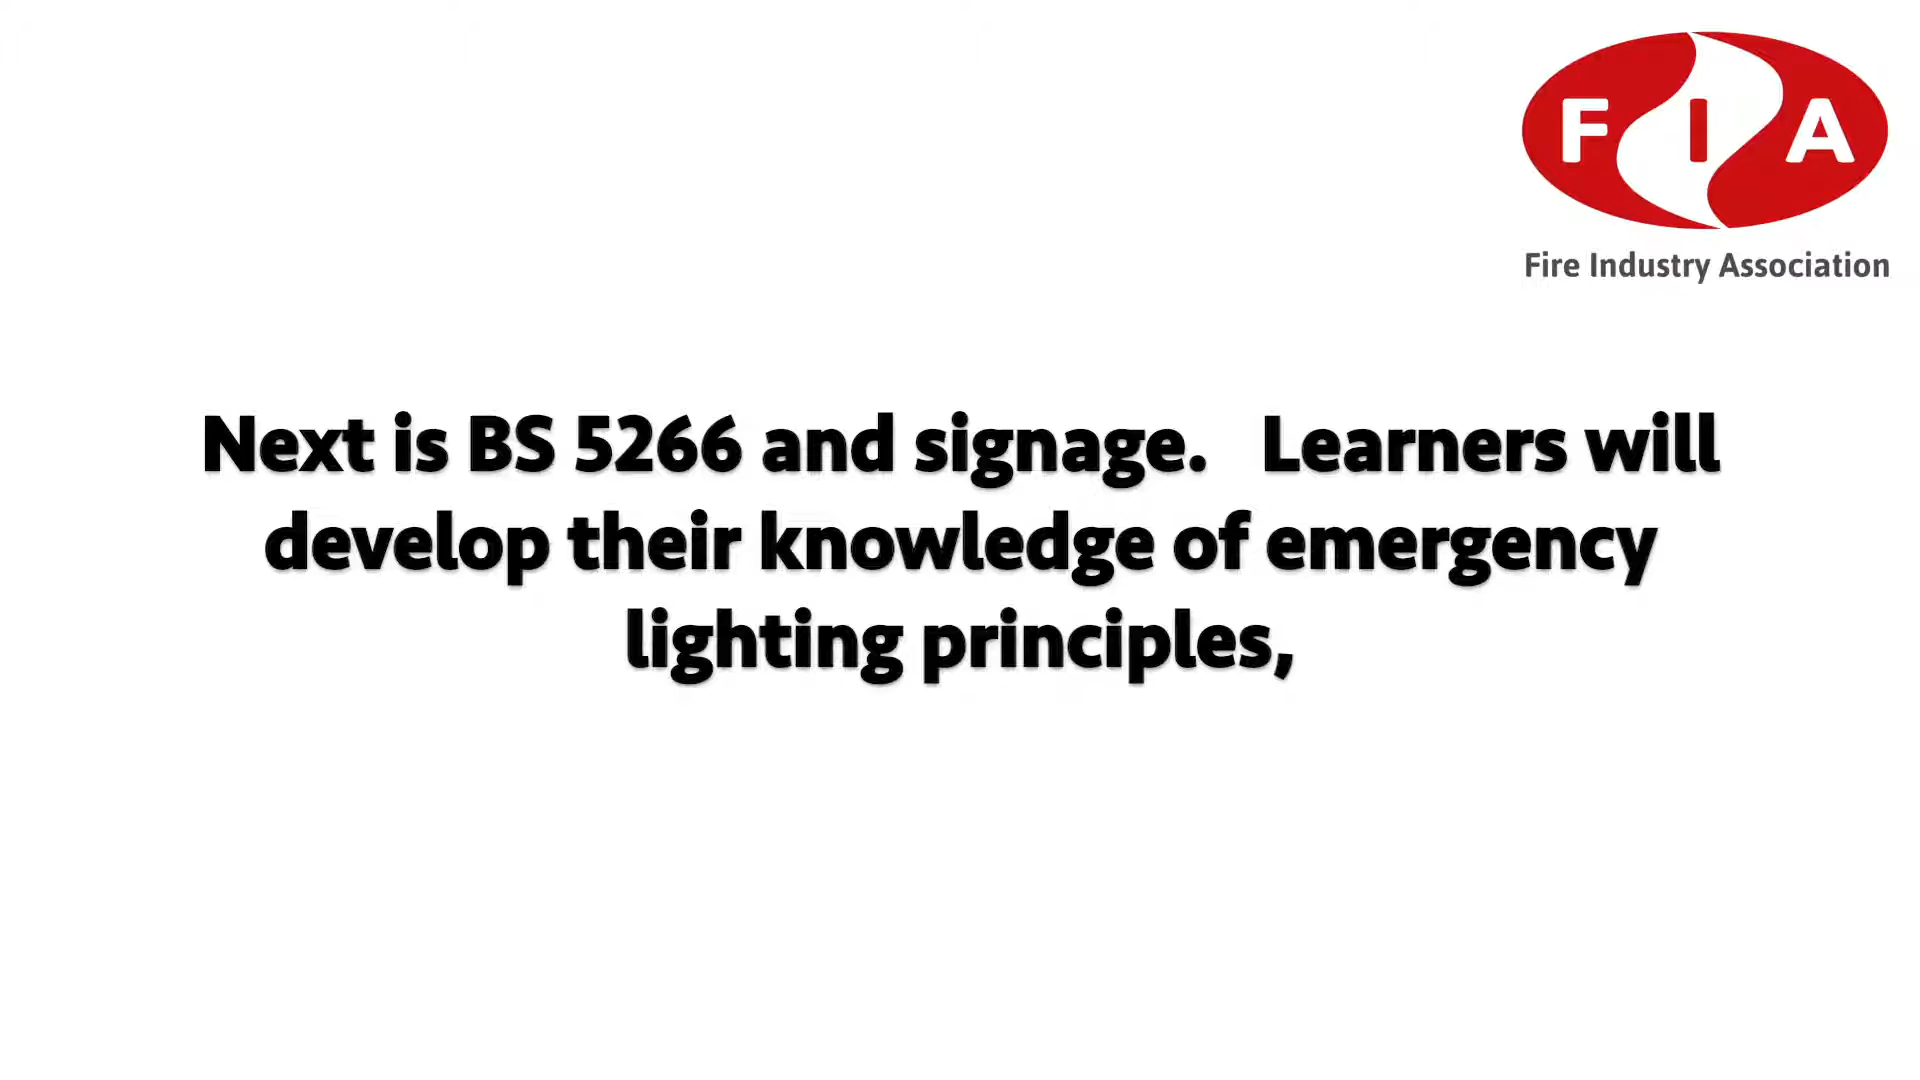 F I A
Fire Industry Association
Next is BS 5266 and signage.   Learners will
develop their knowledge of emergency
lighting principles,